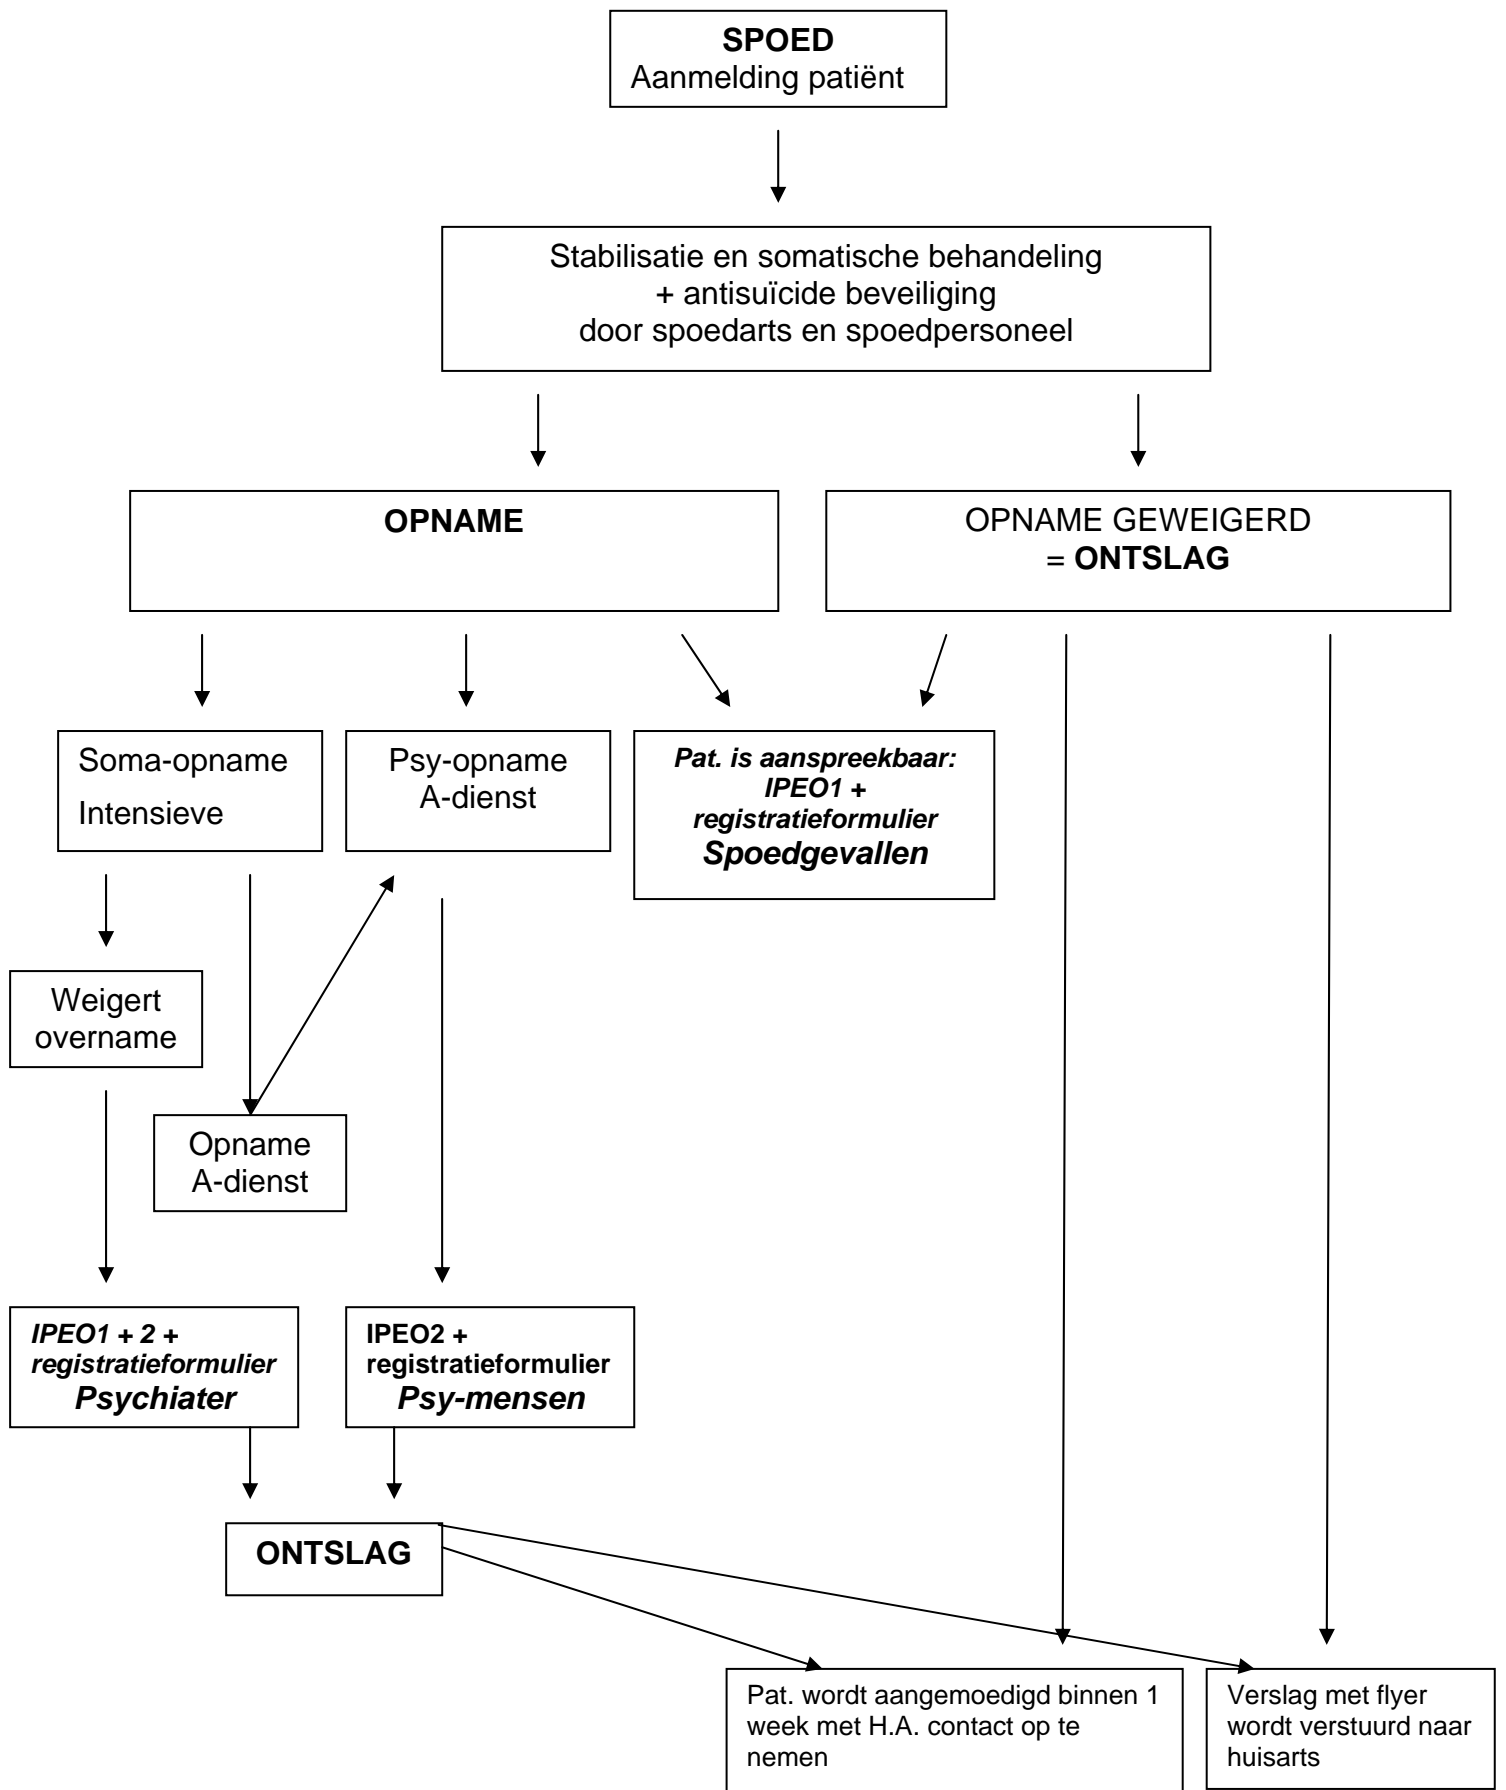 SPOED
Aanmelding patiënt
Stabilisatie en somatische behandeling
+ antisuïcide beveiliging
door spoedarts en spoedpersoneel
OPNAME
OPNAME GEWEIGERD
= ONTSLAG
Soma-opname
Intensieve
Psy-opname
A-dienst
Pat. is aanspreekbaar:
IPEO1 +
registratieformulier
Spoedgevallen
Weigert
overname
Opname
A-dienst
IPEO1 + 2 +
registratieformulier
Psychiater
IPEO2 +
registratieformulier
Psy-mensen
ONTSLAG
Pat. wordt aangemoedigd binnen 1
week met H.A. contact op te
nemen
Verslag met flyer
wordt verstuurd naar
huisarts